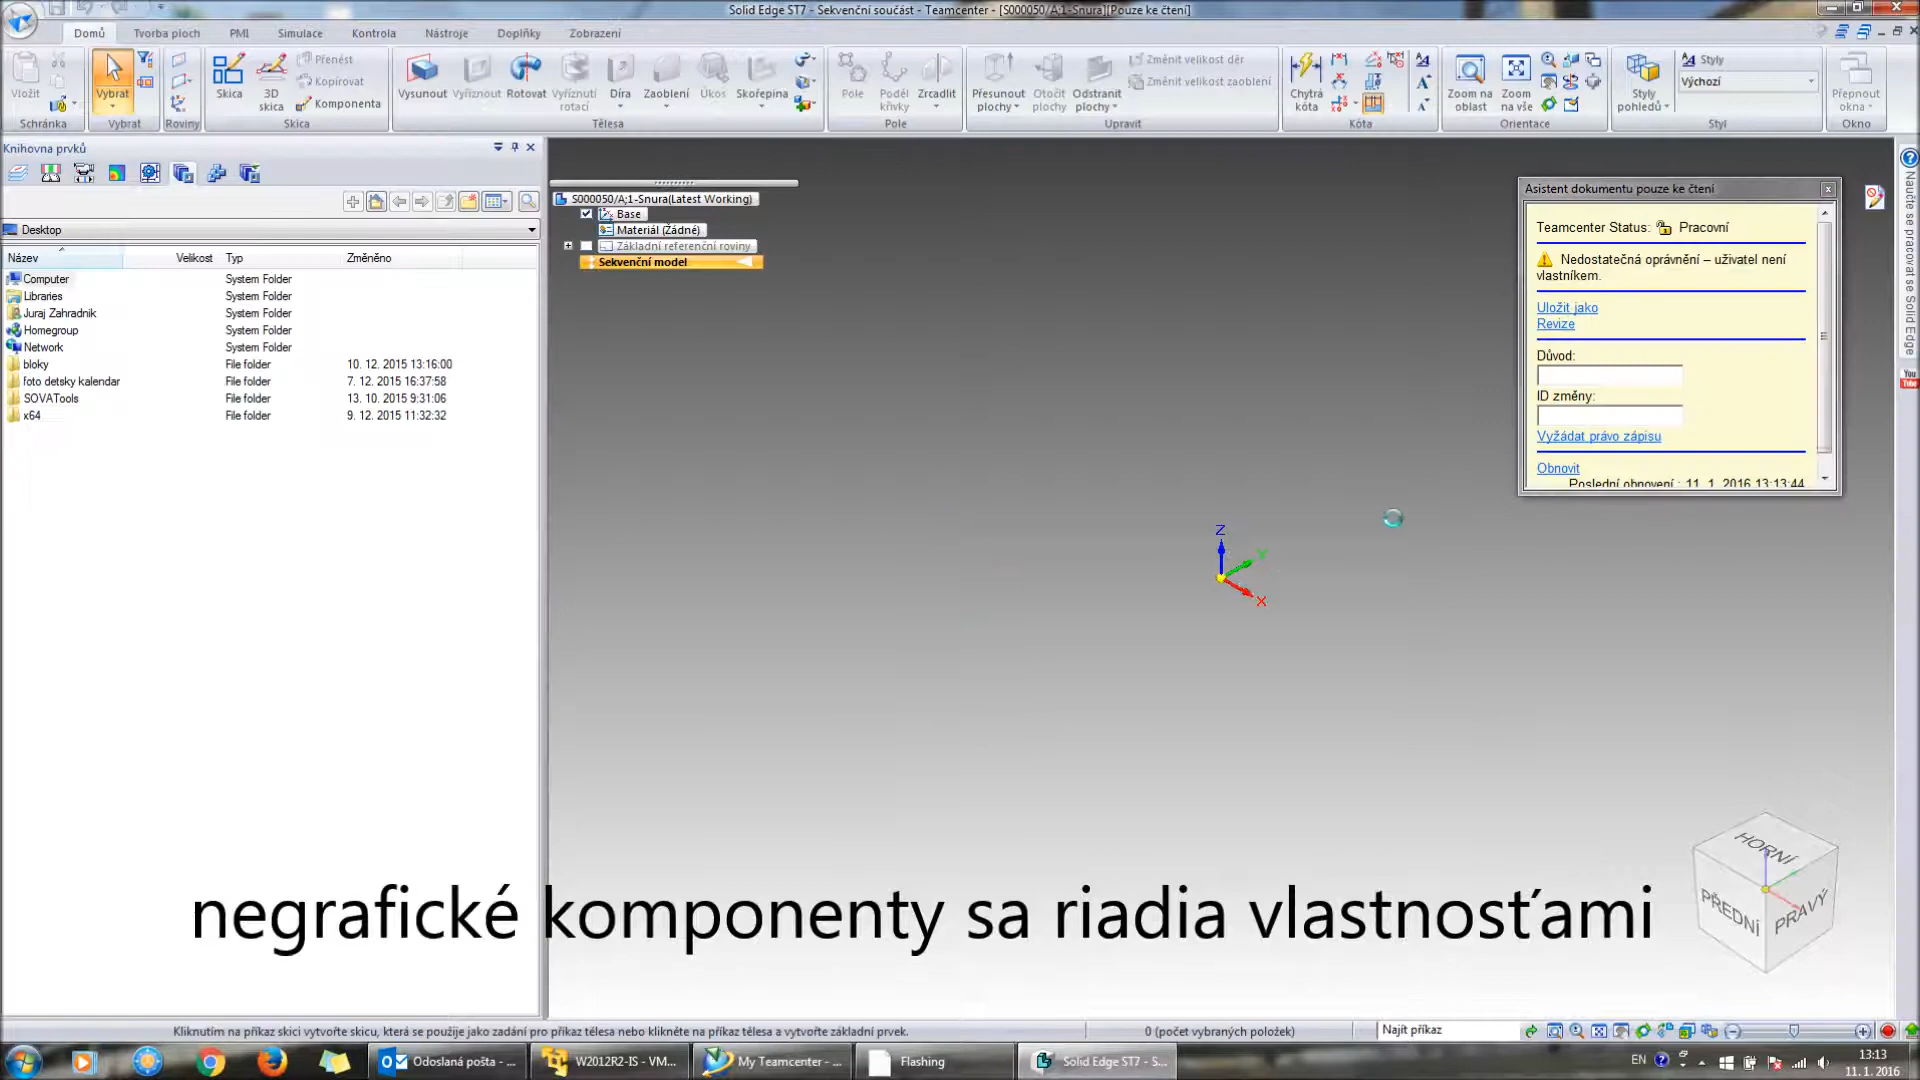 Solid Edge ST7 - Sekvenční součást - Teamcenter - [S000050/A;1-Snura][Pouze ke čtení]
Domů Tvorba ploch PMI Simulace Kontrola Nástroje Doplňky Zobrazení
Vložit
Schránka
Vybrat
Vybrat
Roviny
Skica
3D skica
Přenést
Kopírovat
Komponenta
Skica
Vysunout
Vyříznout
Rotovat
Vyříznutí rotací
Díra
Zaoblení
Úkos
Skořepina
Tělesa
Pole
Podél křivky
Zrcadlit
Pole
Přesunout plochy
Otočit plochy
Odstranit plochy
Změnit velikost děr
Změnit velikost zaoblení
Upravit
Chytrá kóta
Kóta
Zoom na oblast
Zoom na vše
Orientace
Styly pohledů
Styly
Výchozí
Styl
Přepnout okna
Okno
Knihovna prvků
Desktop
Název Velikost Typ Změněno
Computer System Folder
Libraries System Folder
Juraj Zahradnik System Folder
Homegroup System Folder
Network System Folder
bloky File folder 10. 12. 2015 13:16:00
foto detsky kalendar File folder 7. 12. 2015 16:37:58
SOVATools File folder 13. 10. 2015 9:31:06
x64 File folder 9. 12. 2015 11:32:32
S000050/A;1-Snura(Latest Working)
Base
Materiál (Žádné)
Základní referenční roviny
Sekvenční model
Asistent dokumentu pouze ke čtení
Teamcenter Status: Pracovní
Nedostatečná oprávnění – uživatel není
vlastníkem.
Uložit jako
Revize
Důvod:
ID změny:
Vyžádat právo zápisu
Obnovit
Poslední obnovení : 11. 1. 2016 13:13:44
Naučte se pracovat se Solid Edge
You
Tube
Z
Y
X
HORNÍ
PŘEDNÍ
PRAVÝ
negrafické komponenty sa riadia vlastnosťami
Kliknutím na příkaz skici vytvořte skicu, která se použije jako zadání pro příkaz tělesa nebo klikněte na příkaz tělesa a vytvořte základní prvek.
0 (počet vybraných položek)
Najít příkaz
Odoslaná pošta - ...
W2012R2-IS - VM...
My Teamcenter - ...
Flashing
Solid Edge ST7 - S...
EN
13:13
11. 1. 2016